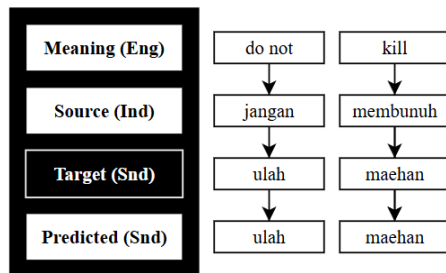 Meaning (Eng) do not kill
Source (Ind) jangan membunuh
Target (Snd) ulah maehan
Predicted (Snd) ulah maehan